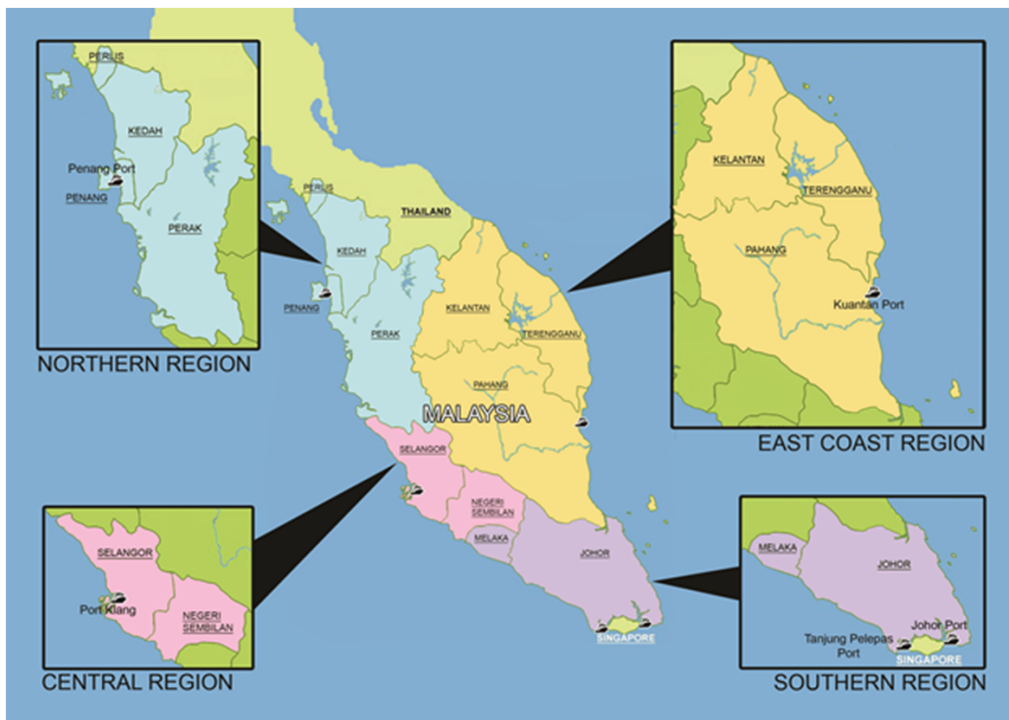 PERLIS
KEDAH
Penang Port
PENANG
PERAK
NORTHERN REGION
KELANTAN
TERENGGANU
PAHANG
Kuantan Port
EAST COAST REGION
THAILAND
PERLIS
KEDAH
PENANG
PERAK
KELANTAN
TERENGGANU
PAHANG
MALAYSIA
SELANGOR
NEGERI
SEMBILAN
MELAKA
JOHOR
SINGAPORE
SELANGOR
Port Klang
NEGERI
SEMBILAN
CENTRAL REGION
MELAKA
JOHOR
Johor Port
Tanjung Pelepas
Port
SINGAPORE
SOUTHERN REGION